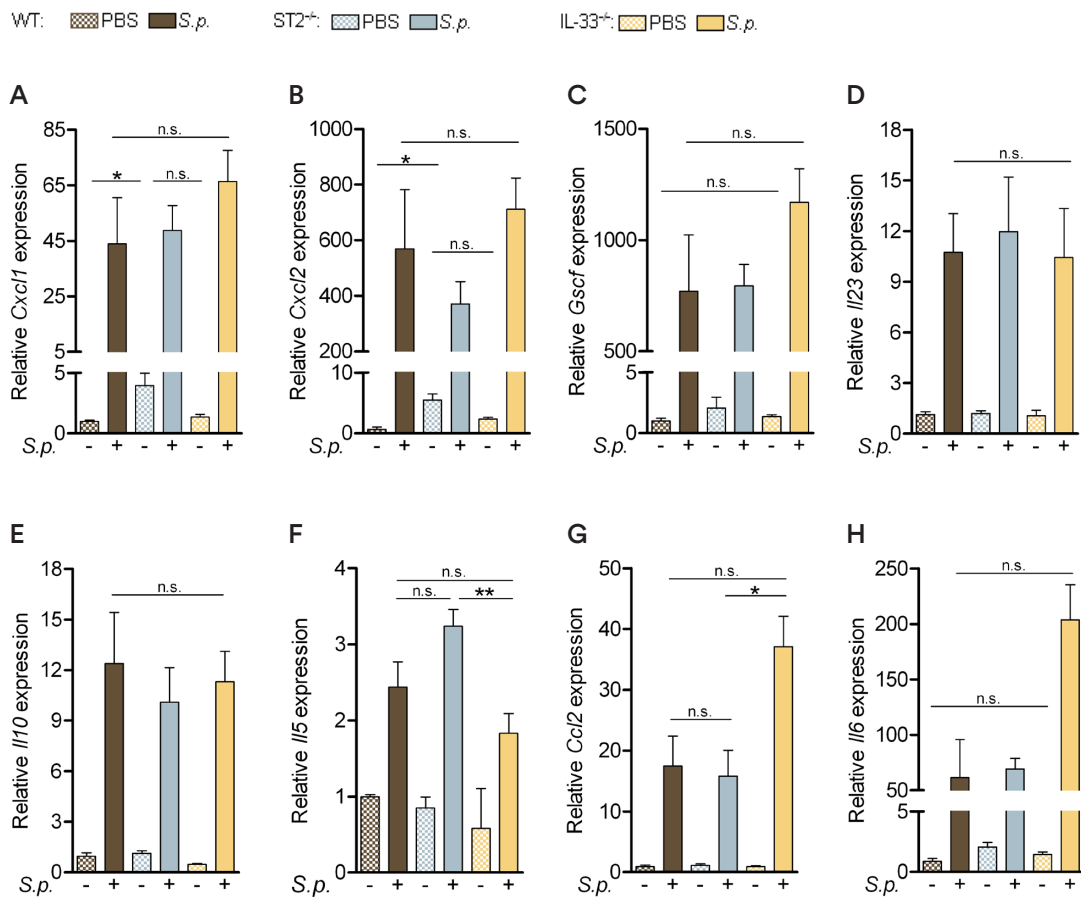 WT: PBS S.p. ST2-/-: PBS S.p. IL-33-/-: PBS S.p.
A B C D
Relative Cxcl1 expression
85
65
45
25
5
5
0
n.s.
* n.s.
S.p. - + - + - +
Relative Cxcl2 expression
1000
800
600
400
200
10
5
0
n.s.
*
n.s.
S.p. - + - + - +
Relative Gscf expression
1500
1000
500
5
0
n.s.
n.s.
S.p. - + - + - +
Relative Il23 expression
18
15
12
9
6
3
0
n.s.
S.p. - + - + - +
E F G H
Relative Il10 expression
18
15
12
9
6
3
0
n.s.
S.p. - + - + - +
Relative Il5 expression
4
3
2
1
0
n.s.
n.s. **
S.p. - + - + - +
Relative Ccl2 expression
50
40
30
20
10
0
n.s.
*
n.s.
S.p. - + - + - +
Relative Il6 expression
250
200
150
100
50
5
0
n.s.
n.s.
S.p. - + - + - +